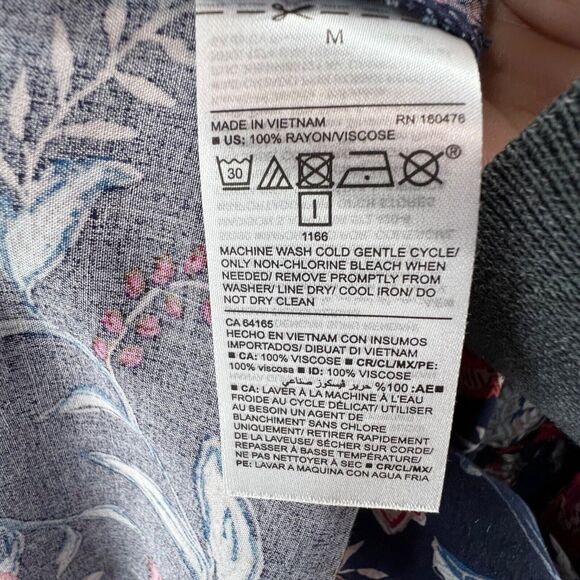 M
MADE IN VIETNAM RN 160476
■ US: 100% RAYON/VISCOSE
30
®
1166
MACHINE WASH COLD GENTLE CYCLE/
ONLY NON-CHLORINE BLEACH WHEN
NEEDED/ REMOVE PROMPTLY FROM
WASHER/ LINE DRY/ COOL IRON/ DO
NOT DRY CLEAN
CA 64165
HECHO EN VIETNAM CON INSUMOS
IMPORTADOS/ DIBUAT DI VIETNAM
■ CA: 100% VISCOSE ■ CR/CL/MX/PE:
100% viscosa ■ ID: 100% VISCOSE
■ AE: 100% حرير فيسكوز صناعي
■ CA: LAVER À LA MACHINE À L'EAU
FROIDE AU CYCLE DÉLICAT/ UTILISER
AU BESOIN UN AGENT DE
BLANCHIMENT SANS CHLORE
UNIQUEMENT/ RETIRER RAPIDEMENT
DE LA LAVEUSE/ SÉCHER SUR CORDE/
REPASSER À BASSE TEMPÉRATURE/
NE PAS NETTOYER À SEC ■ CR/CL/MX/
PE: LAVAR A MAQUINA CON AGUA FRIA